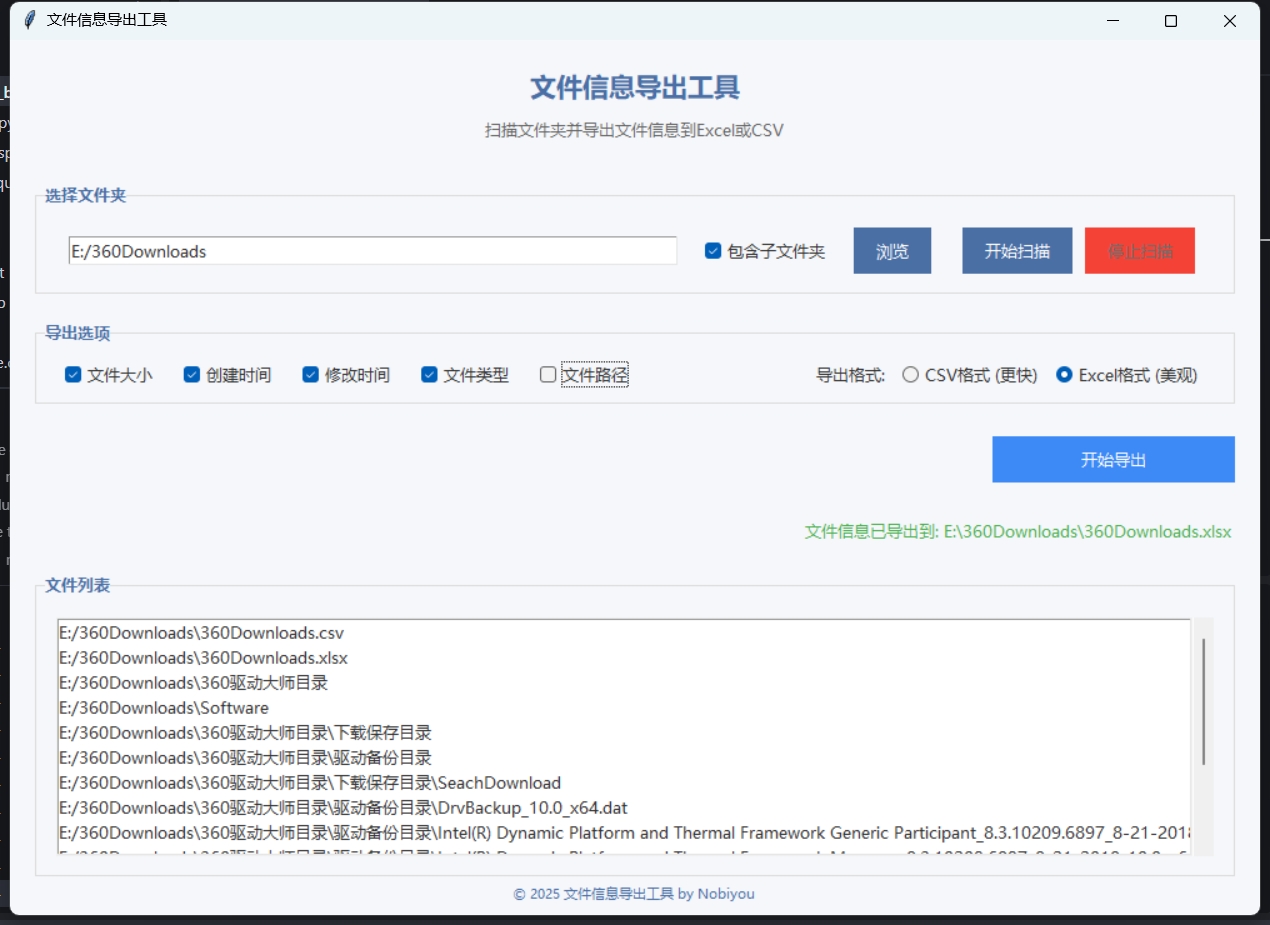 文件信息导出工具
文件信息导出工具
扫描文件夹并导出文件信息到Excel或CSV
选择文件夹
E:/360Downloads 包含子文件夹 浏览 开始扫描 停止扫描
导出选项
文件大小 创建时间 修改时间 文件类型 文件路径 导出格式: CSV格式 (更快) Excel格式 (美观)
开始导出
文件信息已导出到: E:\360Downloads\360Downloads.xlsx
文件列表
E:/360Downloads\360Downloads.csv
E:/360Downloads\360Downloads.xlsx
E:/360Downloads\360驱动大师目录
E:/360Downloads\Software
E:/360Downloads\360驱动大师目录\下载保存目录
E:/360Downloads\360驱动大师目录\驱动备份目录
E:/360Downloads\360驱动大师目录\下载保存目录\SeachDownload
E:/360Downloads\360驱动大师目录\驱动备份目录\DrvBackup_10.0_x64.dat
E:/360Downloads\360驱动大师目录\驱动备份目录\Intel(R) Dynamic Platform and Thermal Framework Generic Participant_8.3.10209.6897_8-21-201
© 2025 文件信息导出工具 by Nobiyou